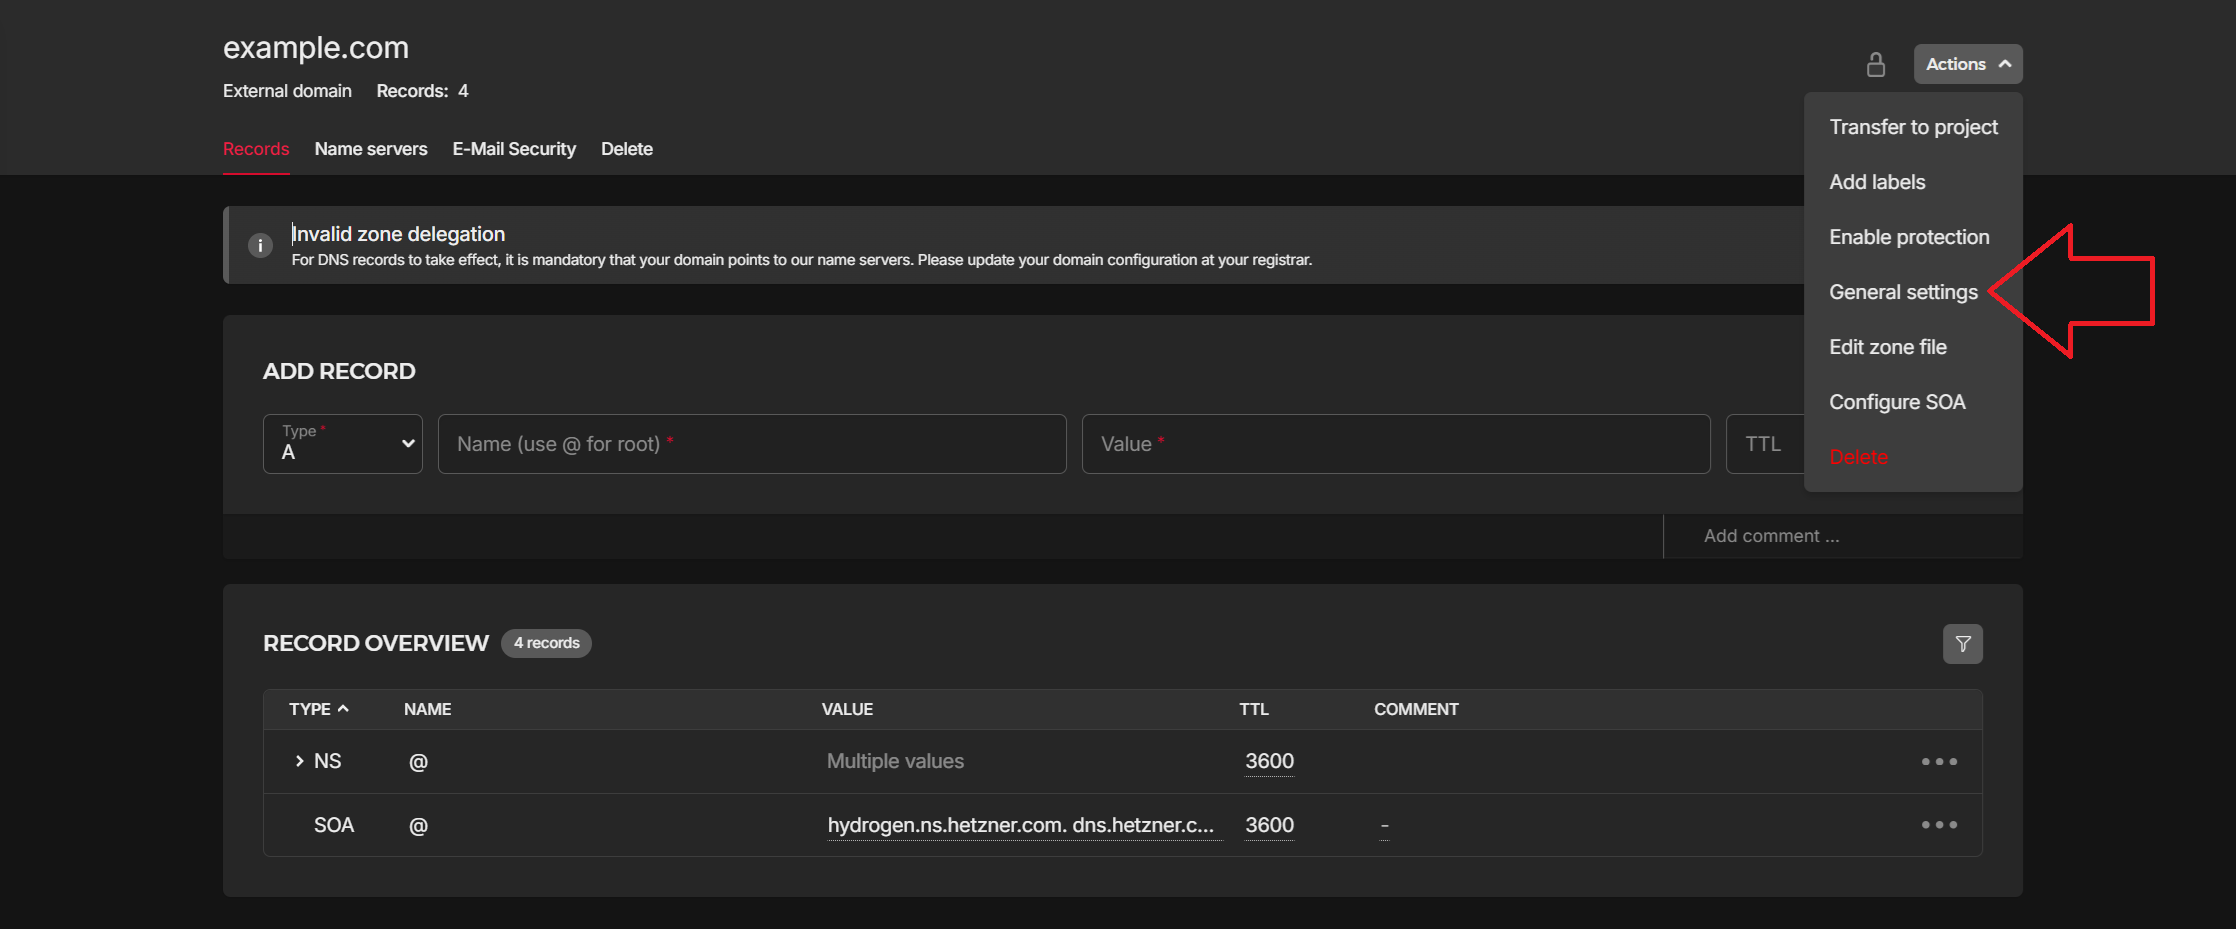 example.com
External domain Records: 4
Actions
Records Name servers E-Mail Security Delete
Transfer to project
Add labels
Enable protection
General settings
Edit zone file
Configure SOA
Delete
Invalid zone delegation
For DNS records to take effect, it is mandatory that your domain points to our name servers. Please update your domain configuration at your registrar.
ADD RECORD
Type *
A
Name (use @ for root) *
Value *
TTL
Add comment ...
RECORD OVERVIEW 4 records
TYPE NAME VALUE TTL COMMENT
NS @ Multiple values 3600
SOA @ hydrogen.ns.hetzner.com. dns.hetzner.c... 3600 -